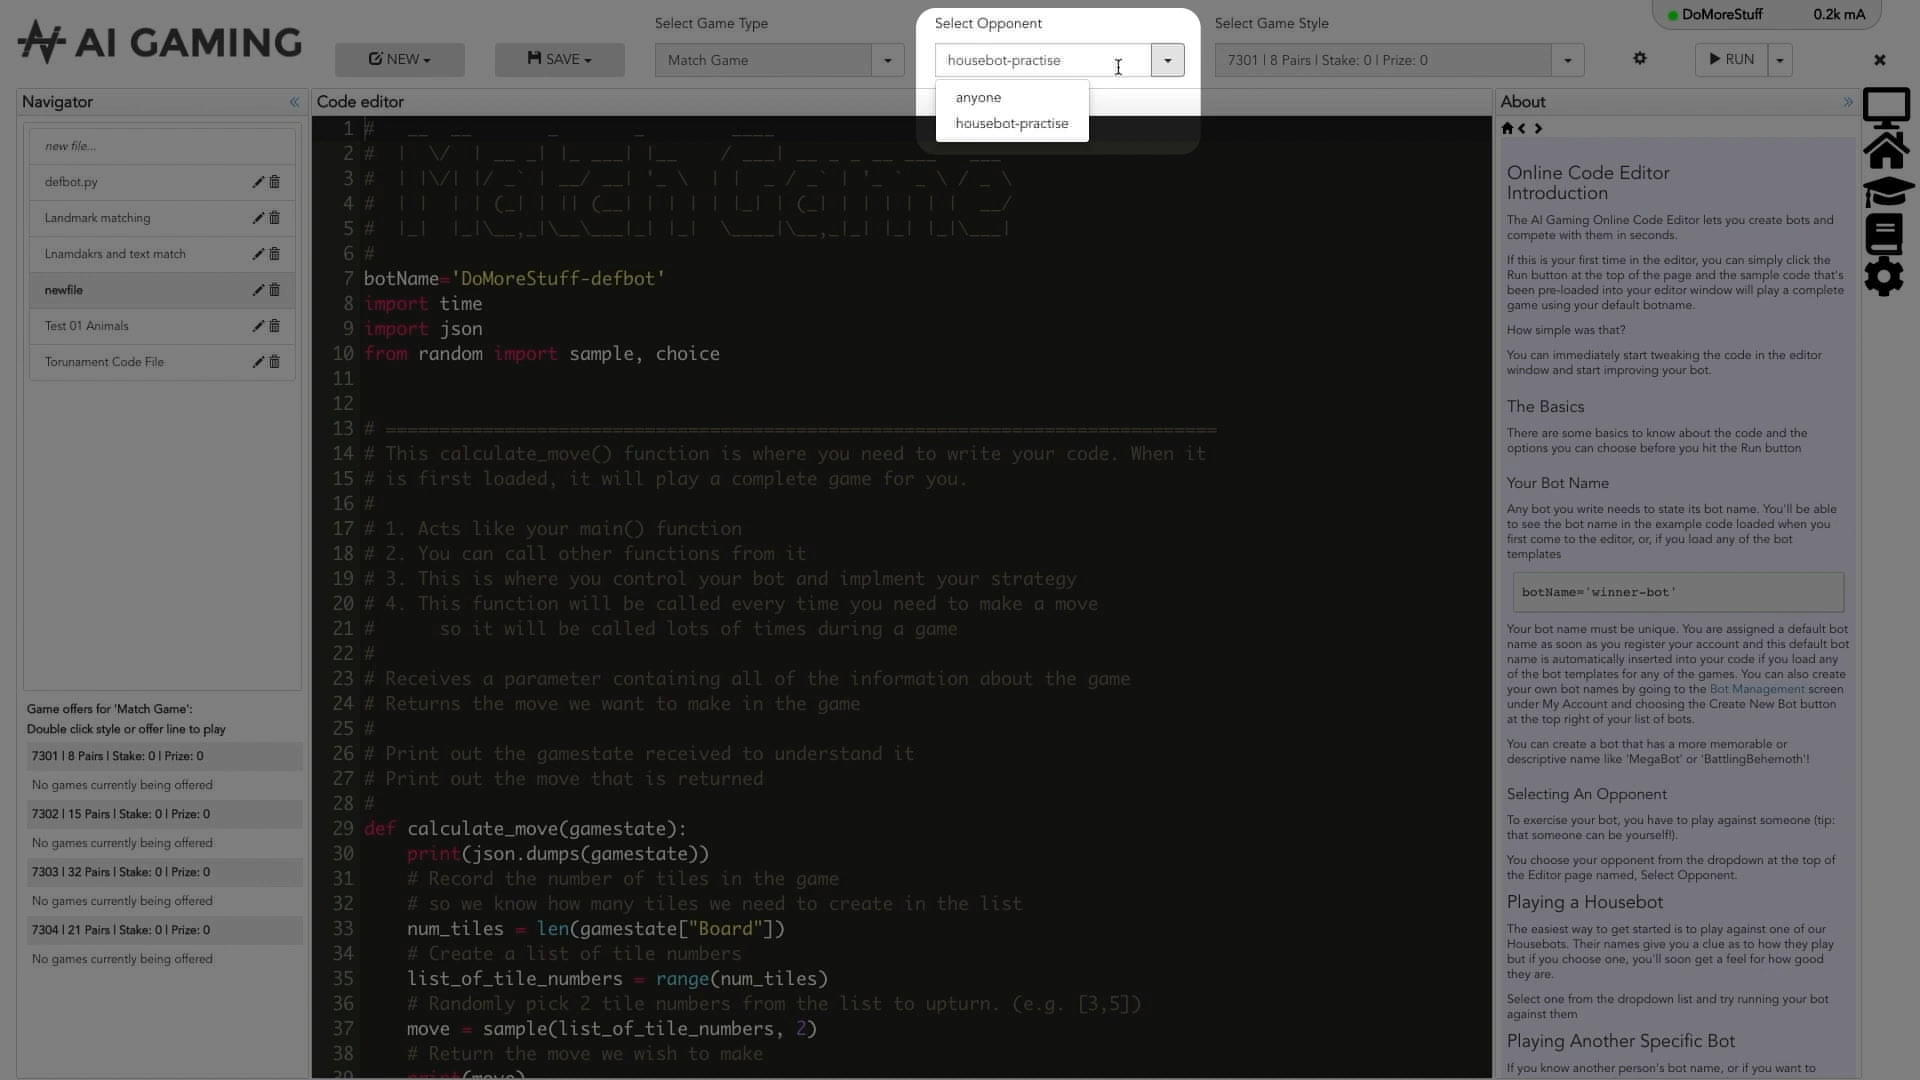 AI GAMING
Select Game Type
Select Opponent
Select Game Style
DoMoreStuff 0.2k mA
NEW
SAVE
Match Game
housebot-practise
7301 | 8 Pairs | Stake: 0 | Prize: 0
RUN
anyone
housebot-practise
Navigator
new file...
defbot.py
Landmark matching
Lnamdakrs and text match
newfile
Test 01 Animals
Torunament Code File
Game offers for 'Match Game':
Double click style or offer line to play
7301 | 8 Pairs | Stake: 0 | Prize: 0
No games currently being offered
7302 | 15 Pairs | Stake: 0 | Prize: 0
No games currently being offered
7303 | 32 Pairs | Stake: 0 | Prize: 0
No games currently being offered
7304 | 21 Pairs | Stake: 0 | Prize: 0
No games currently being offered
Code editor
1 #
2 #
3 #
4 #
5 #
6 #
7 botName='DoMoreStuff-defbot'
8 import time
9 import json
10 from random import sample, choice
11
12
13 # =============================================================================
14 # This calculate_move() function is where you need to write your code. When it
15 # is first loaded, it will play a complete game for you.
16 #
17 # 1. Acts like your main() function
18 # 2. You can call other functions from it
19 # 3. This is where you control your bot and implment your strategy
20 # 4. This function will be called every time you need to make a move
21 #      so it will be called lots of times during a game
22 #
23 # Receives a parameter containing all of the information about the game
24 # Returns the move we want to make in the game
25 #
26 # Print out the gamestate received to understand it
27 # Print out the move that is returned
28 #
29 def calculate_move(gamestate):
30     print(json.dumps(gamestate))
31     # Record the number of tiles in the game
32     # so we know how many tiles we need to create in the list
33     num_tiles = len(gamestate["Board"])
34     # Create a list of tile numbers
35     list_of_tile_numbers = range(num_tiles)
36     # Randomly pick 2 tile numbers from the list to upturn. (e.g. [3,5])
37     move = sample(list_of_tile_numbers, 2)
38     # Return the move we wish to make
39     print(move)
About
Online Code Editor
Introduction
The AI Gaming Online Code Editor lets you create bots and
compete with them in seconds.
If this is your first time in the editor, you can simply click the
Run button at the top of the page and the sample code that's
been pre-loaded into your editor window will play a complete
game using your default botname.
How simple was that?
You can immediately start tweaking the code in the editor
window and start improving your bot.
The Basics
There are some basics to know about the code and the
options you can choose before you hit the Run button
Your Bot Name
Any bot you write needs to state its bot name. You'll be able
to see the bot name in the example code loaded when you
first come to the editor, or, if you load any of the bot
templates
botName='winner-bot'
Your bot name must be unique. You are assigned a default bot
name as soon as you register your account and this default bot
name is automatically inserted into your code if you load any
of the bot templates for any of the games. You can also create
your own bot names by going to the Bot Management screen
under My Account and choosing the Create New Bot button
at the top right of your list of bots.
You can create a bot that has a more memorable or
descriptive name like 'MegaBot' or 'BattlingBehemoth'!
Selecting An Opponent
To exercise your bot, you have to play against someone (tip:
that someone can be yourself!).
You choose your opponent from the dropdown at the top of
the Editor page named, Select Opponent.
Playing a Housebot
The easiest way to get started is to play against one of our
Housebots. Their names give you a clue as to how they play
but if you choose one, you'll soon get a feel for how good
they are.
Select one from the dropdown list and try running your bot
against them
Playing Another Specific Bot
If you know another person's bot name, or if you want to